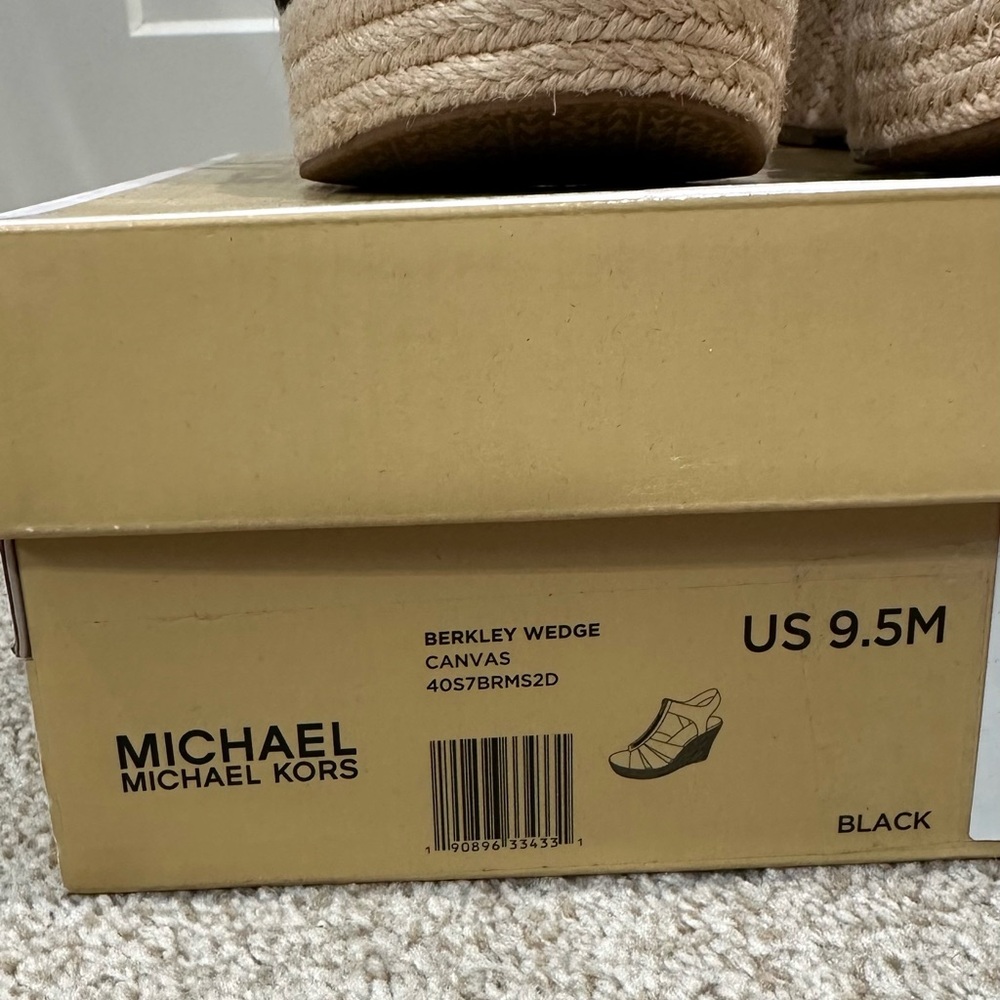 BERKLEY WEDGE
CANVAS
40S7BRMS2D
US 9.5M
MICHAEL
MICHAEL KORS
1 90896 33433 1
BLACK